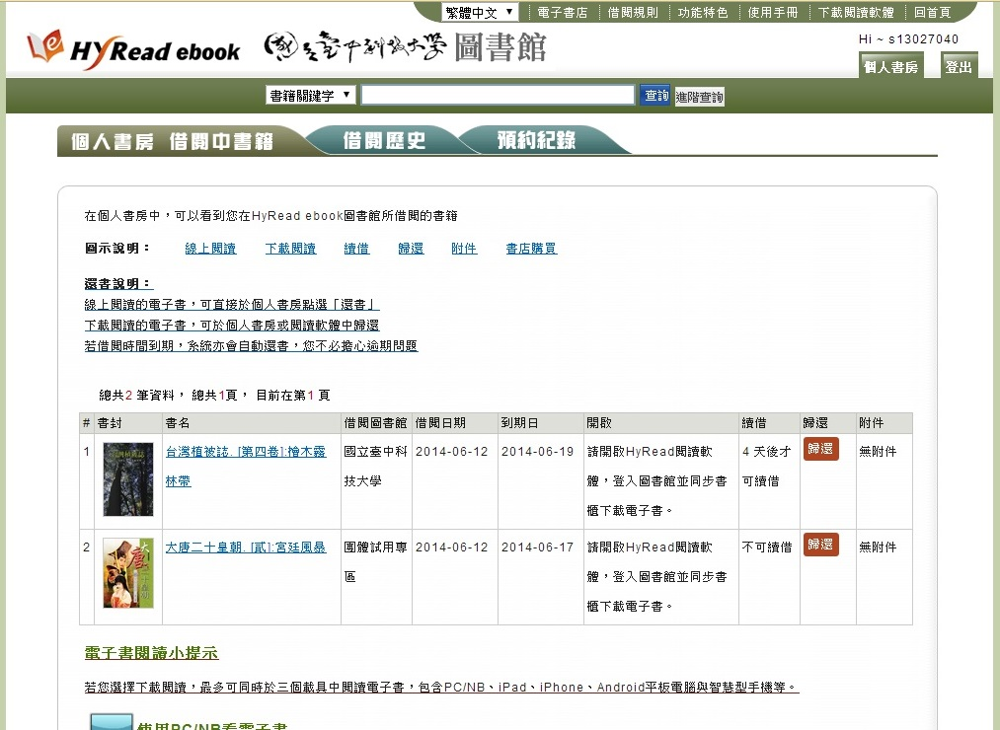 繁體中文 電子書店 借閱規則 功能特色 使用手冊 下載閱讀軟體 回首頁
HyRead ebook 國立臺中科技大學 圖書館
Hi ~ s13027040
個人書房 登出
書籍關鍵字 查詢 進階查詢
個人書房 借閱中書籍 借閱歷史 預約紀錄
在個人書房中，可以看到您在HyRead ebook圖書館所借閱的書籍
圖示說明： 線上閱讀 下載閱讀 續借 歸還 附件 書店購買
還書說明：
線上閱讀的電子書，可直接於個人書房點選「還書」
下載閱讀的電子書，可於個人書房或閱讀軟體中歸還
若借閱時間到期，系統亦會自動還書，您不必擔心逾期問題
總共2 筆資料， 總共1頁， 目前在第1 頁
# 書封 書名 借閱圖書館 借閱日期 到期日 開啟 續借 歸還 附件
1 台灣植被誌. [第四卷]:檜木霧 國立臺中科 2014-06-12 2014-06-19 請開啟HyRead閱讀軟 4 天後才 歸還 無附件
林帶 技大學 體，登入圖書館並同步書 可續借
櫃下載電子書。
2 大唐二十皇朝. [貳]:宮廷風暴 團體試用專 2014-06-12 2014-06-17 請開啟HyRead閱讀軟 不可續借 歸還 無附件
區 體，登入圖書館並同步書
櫃下載電子書。
電子書閱讀小提示
若您選擇下載閱讀，最多可同時於三個載具中閱讀電子書，包含PC/NB、iPad、iPhone、Android平板電腦與智慧型手機等。
使用PC/NB看電子書